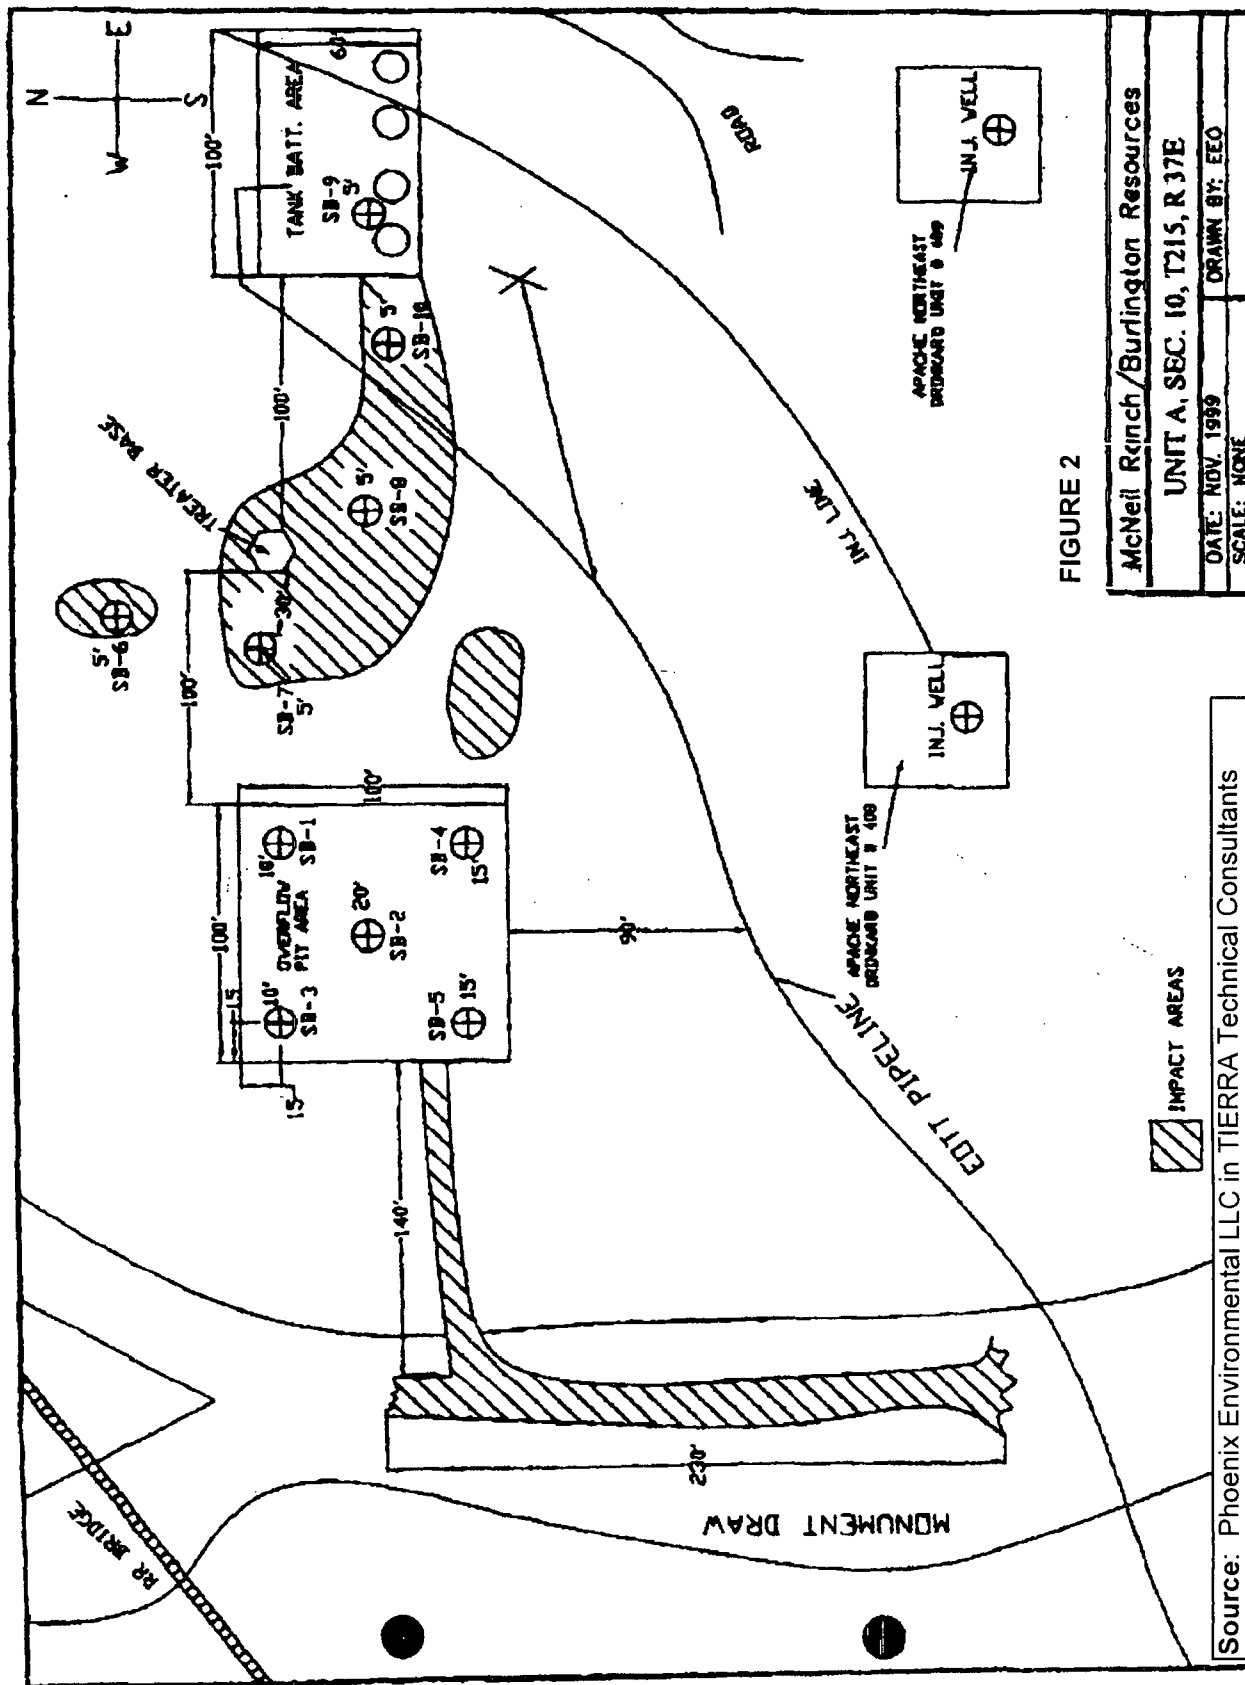 N
W
E
S
100'
60'
TANK BATT. AREA
SB-9
5'
100'
TREATER BASE
5'
SB-10
5'
SB-8
30'
SB-7
5'
5'
SB-6
100'
100'
100'
15
15'
10'
SB-1
OVERFLOW
PIT AREA
10'
SB-3
20'
SB-2
SB-4
15'
SB-5
15'
90'
140'
230'
RR BRIDGE
MONUMENT DRAW
EOTT PIPELINE
INJ. LINE
ROAD
INJ. WELL
APACHE NORTHEAST
DRINKARD UNIT # 409
INJ. WELL
APACHE NORTHEAST
DRINKARD UNIT # 408
IMPACT AREAS
FIGURE 2
McNeil Ranch/Burlington Resources
UNIT A, SEC. 10, T21S, R 37E
DATE: NOV. 1999
DRAWN BY: EEO
SCALE: NONE
Source: Phoenix Environmental LLC in TIERRA Technical Consultants